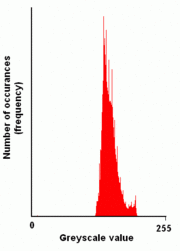 Number of occurances
(frequency)
0
255
Greyscale value